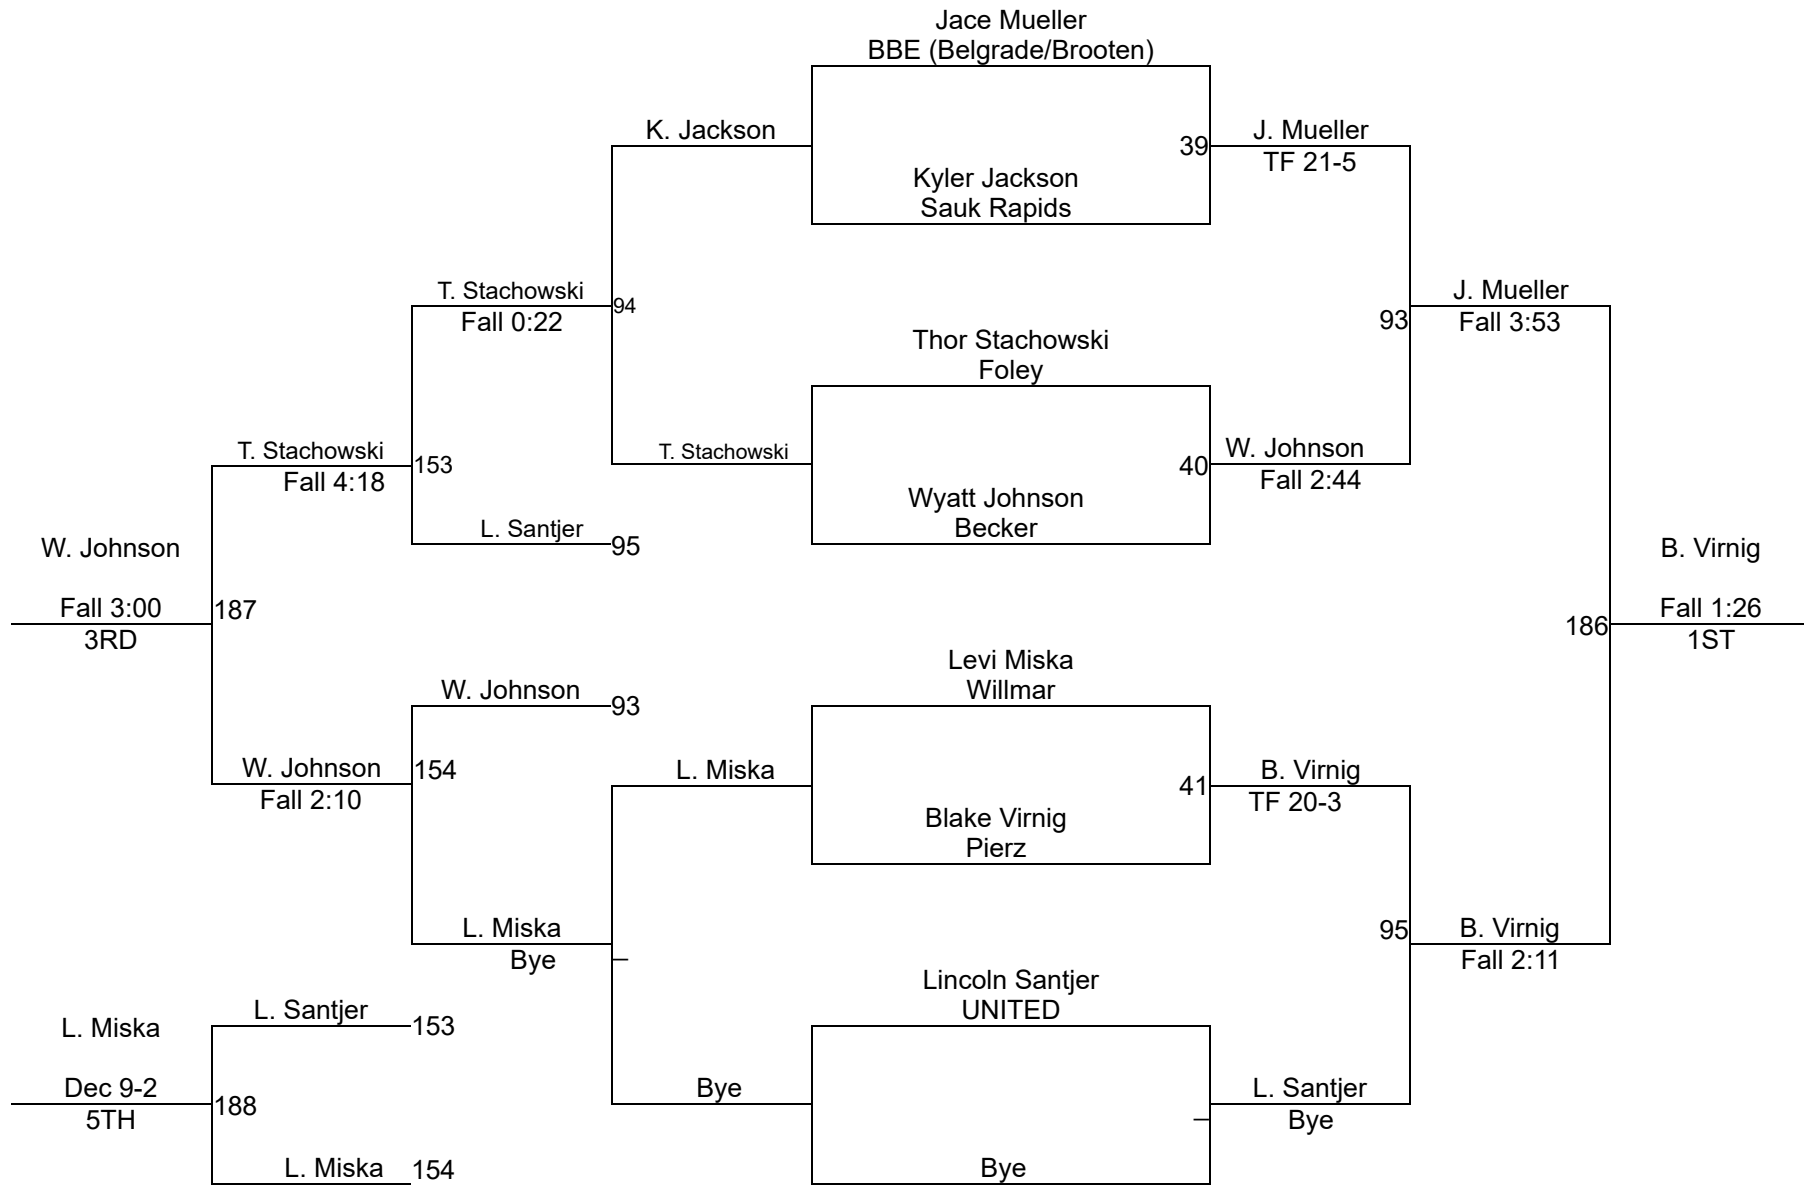 Jace Mueller
BBE (Belgrade/Brooten)
K. Jackson
39
J. Mueller
TF 21-5
Kyler Jackson
Sauk Rapids
T. Stachowski
Fall 0:22
94
J. Mueller
Fall 3:53
93
Thor Stachowski
Foley
T. Stachowski
Fall 4:18
153
T. Stachowski
40
W. Johnson
Fall 2:44
Wyatt Johnson
Becker
L. Santjer
95
W. Johnson
Fall 3:00
3RD
187
B. Virnig
Fall 1:26
1ST
186
Levi Miska
Willmar
W. Johnson
93
W. Johnson
Fall 2:10
154
L. Miska
41
B. Virnig
TF 20-3
Blake Virnig
Pierz
L. Miska
Bye
95
B. Virnig
Fall 2:11
Lincoln Santjer
UNITED
L. Santjer
153
L. Miska
Dec 9-2
5TH
188
Bye
L. Santjer
Bye
L. Miska
154
Bye